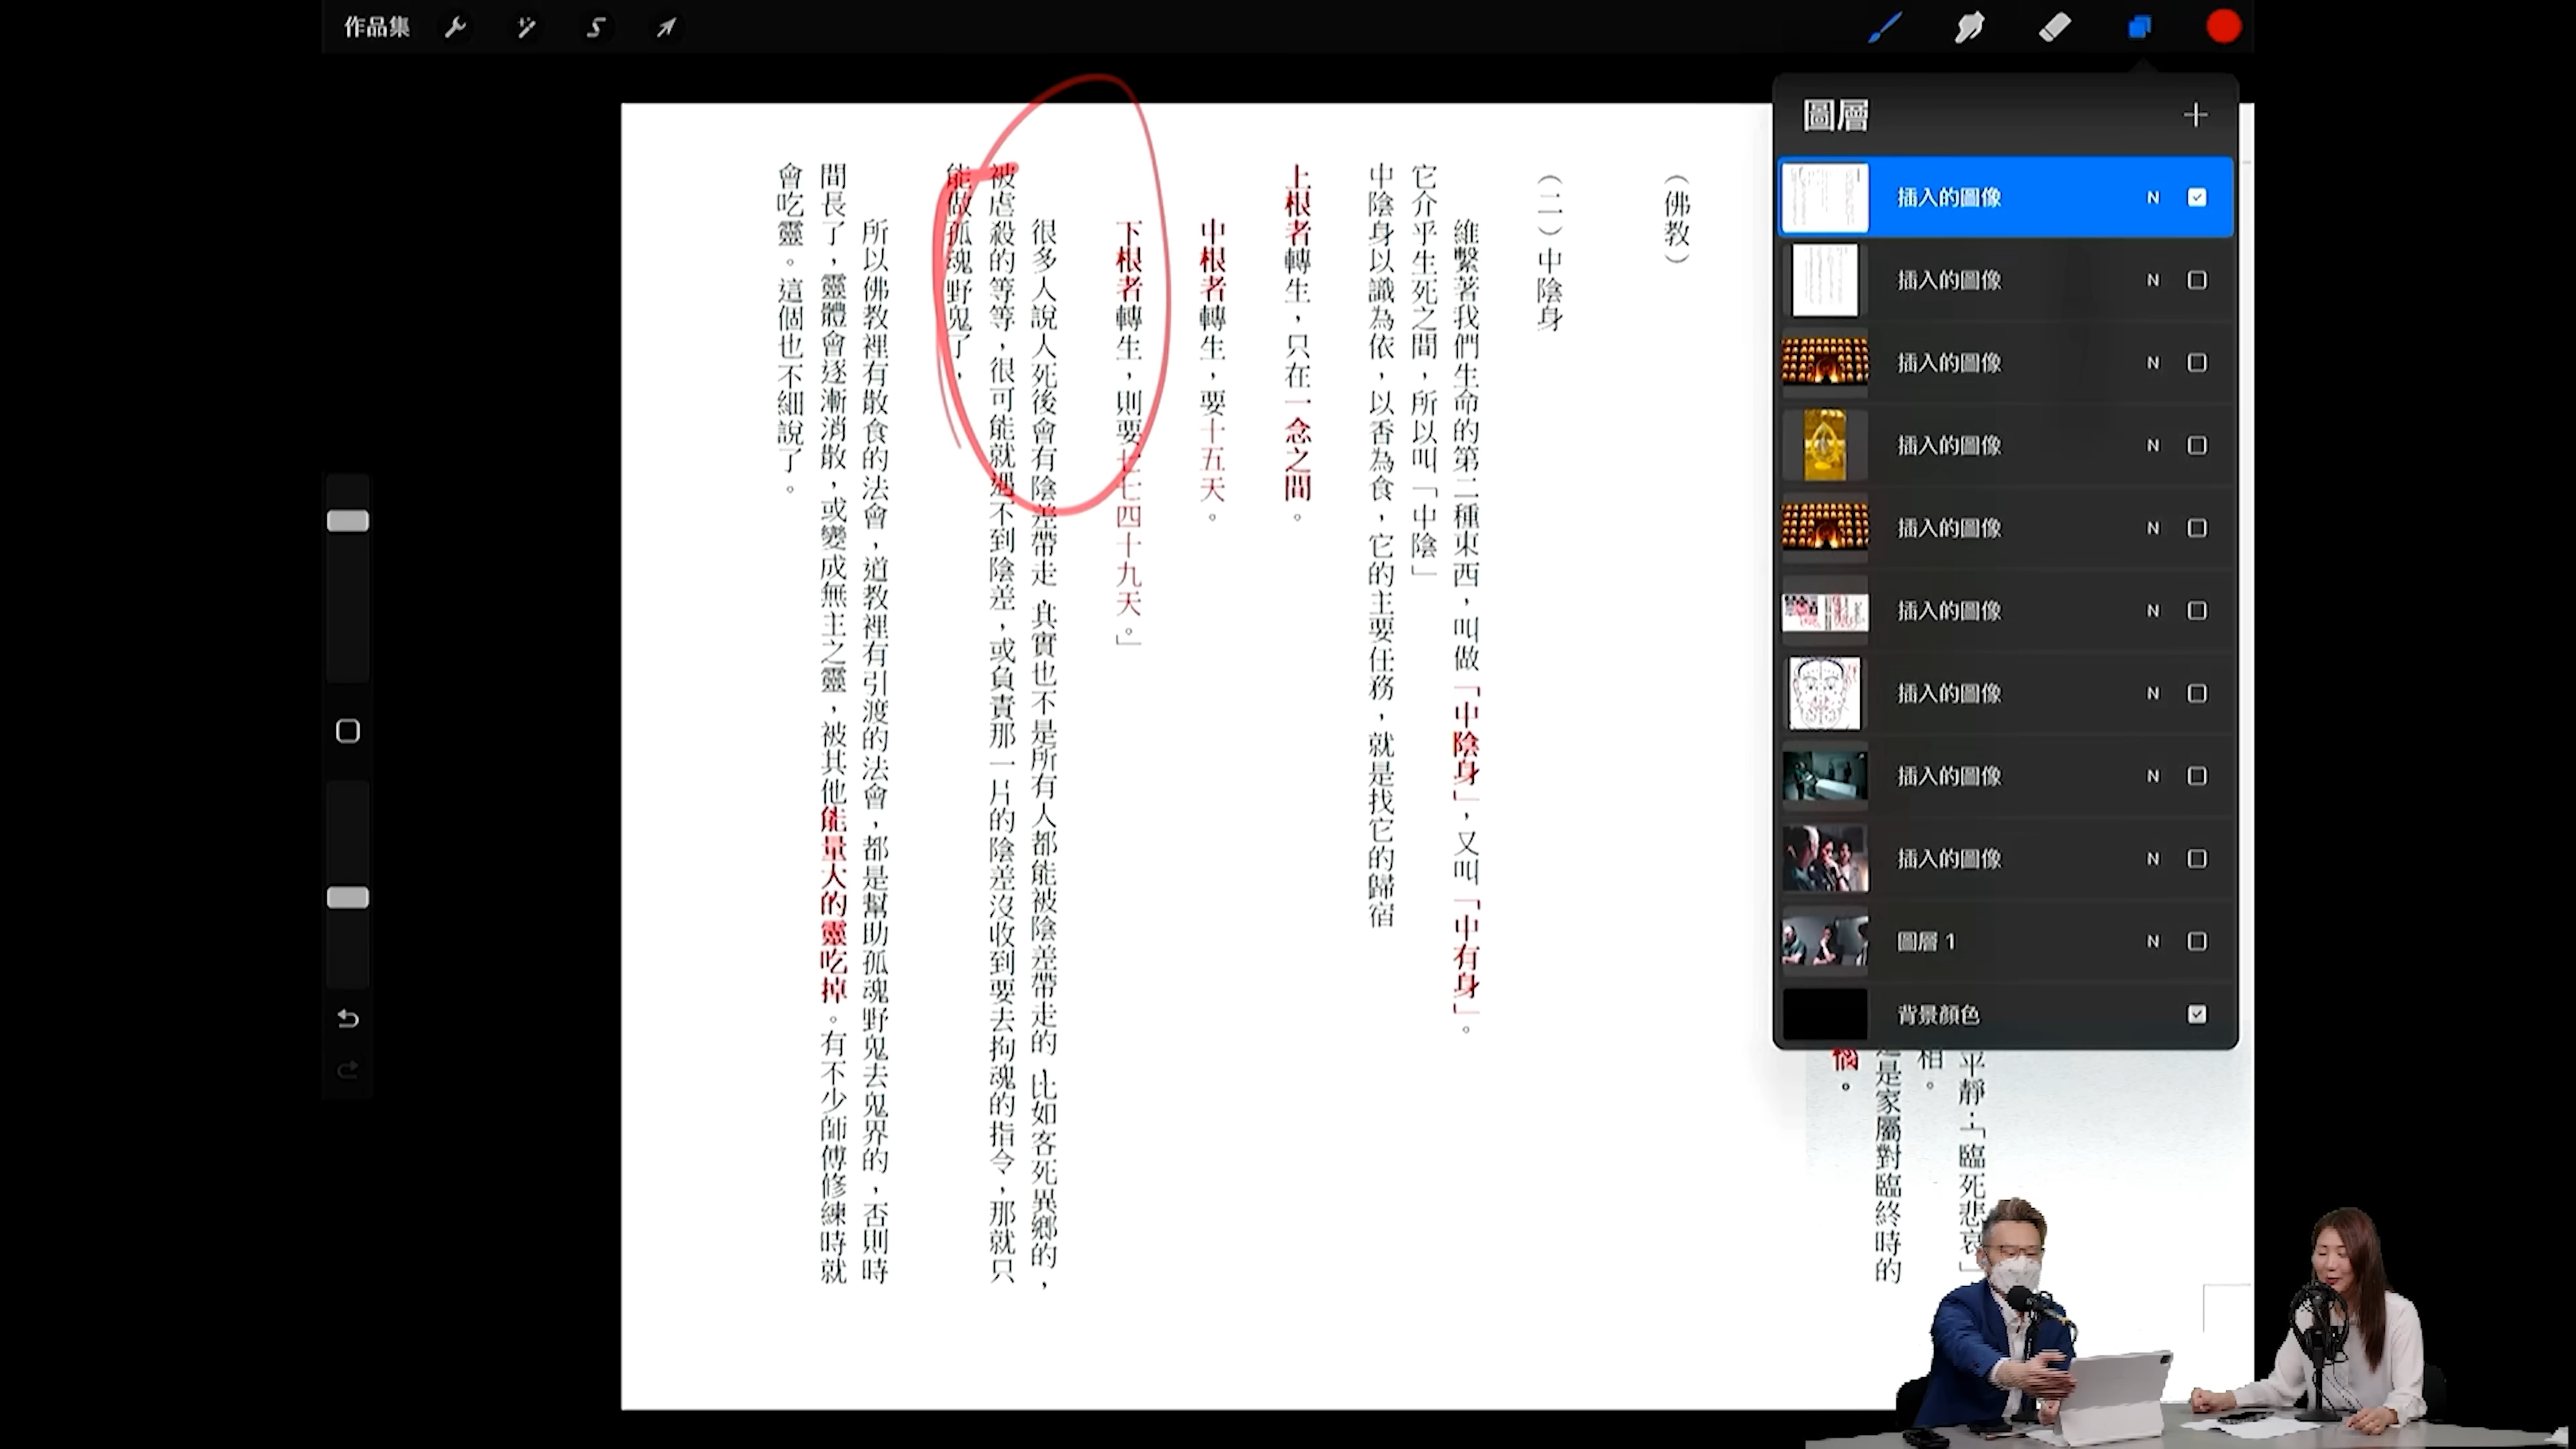 作品集
圖層
插入的圖像 N
插入的圖像 N
插入的圖像 N
插入的圖像 N
插入的圖像 N
插入的圖像 N
插入的圖像 N
插入的圖像 N
插入的圖像 N
圖層 1 N
背景顏色
（佛教）
（二）中陰身
維繫著我們生命的第二種東西，叫做「中陰身」，又叫「中有身」。
它介乎生死之間，所以叫「中陰」
中陰身以識為依，以香為食，它的主要任務，就是找它的歸宿
上根者轉生，只在一念之間。
中根者轉生，要十五天。
下根者轉生，則要七七四十九天。」
很多人說人死後會有陰差帶走，真實也不是所有人都能被陰差帶走的，比如客死異鄉的，
被虐殺的等等，很可能就遇不到陰差，或負責那一片的陰差沒收到要去拘魂的指令，那就只
能做孤魂野鬼了，
所以佛教裡有散食的法會，道教裡有引渡的法會，都是幫助孤魂野鬼去鬼界的，否則時
間長了，靈體會逐漸消散，或變成無主之靈，被其他能量大的靈吃掉。有不少師傅修練時就
會吃靈。這個也不細說了。
平靜；「臨死悲哀」
相。
是家屬對臨終時的